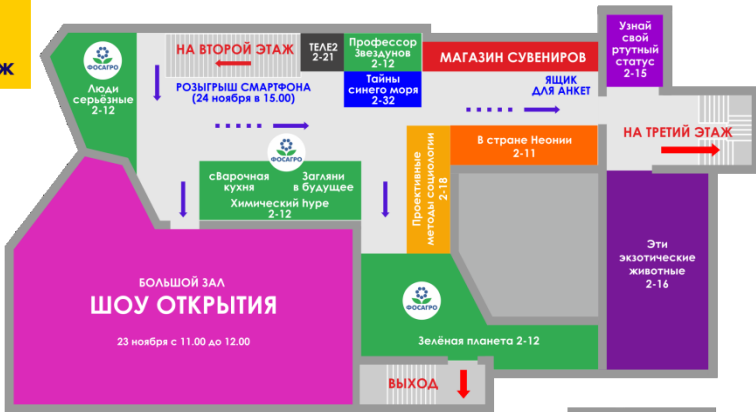 ж
ФОСАГРО
Люди
серьёзные
2-12
НА ВТОРОЙ ЭТАЖ
ТЕЛЕ2
2-21
Профессор
Звездунов
2-12
Тайны
синего моря
2-32
МАГАЗИН СУВЕНИРОВ
Узнай
свой
ртутный
статус
2-15
РОЗЫГРЫШ СМАРТФОНА
(24 ноября в 15.00)
ЯЩИК
ДЛЯ АНКЕТ
НА ТРЕТИЙ ЭТАЖ
ФОСАГРО
сВарочная
кухня
Загляни
в будущее
Химический hype
2-12
Проективные
методы социологии
2-18
В стране Неонии
2-11
Эти
экзотические
животные
2-16
БОЛЬШОЙ ЗАЛ
ШОУ ОТКРЫТИЯ
23 ноября с 11.00 до 12.00
ФОСАГРО
Зелёная планета 2-12
ВЫХОД